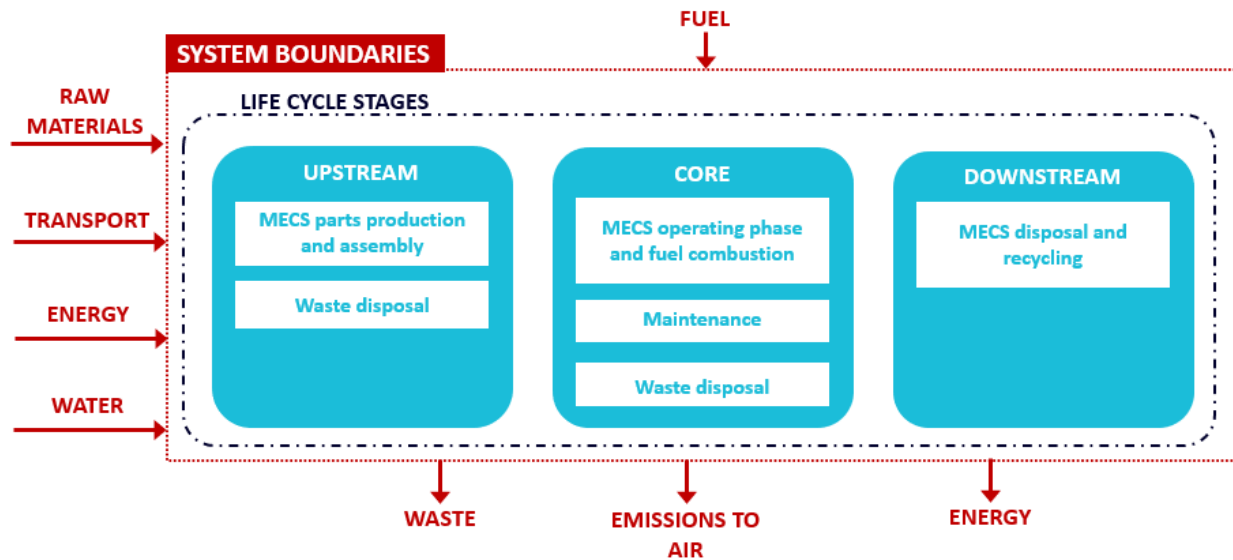 FUEL
SYSTEM BOUNDARIES
LIFE CYCLE STAGES
RAW
MATERIALS
TRANSPORT
ENERGY
WATER
UPSTREAM
MECS parts production
and assembly
Waste disposal
CORE
MECS operating phase
and fuel combustion
Maintenance
Waste disposal
DOWNSTREAM
MECS disposal and
recycling
WASTE
EMISSIONS TO
AIR
ENERGY